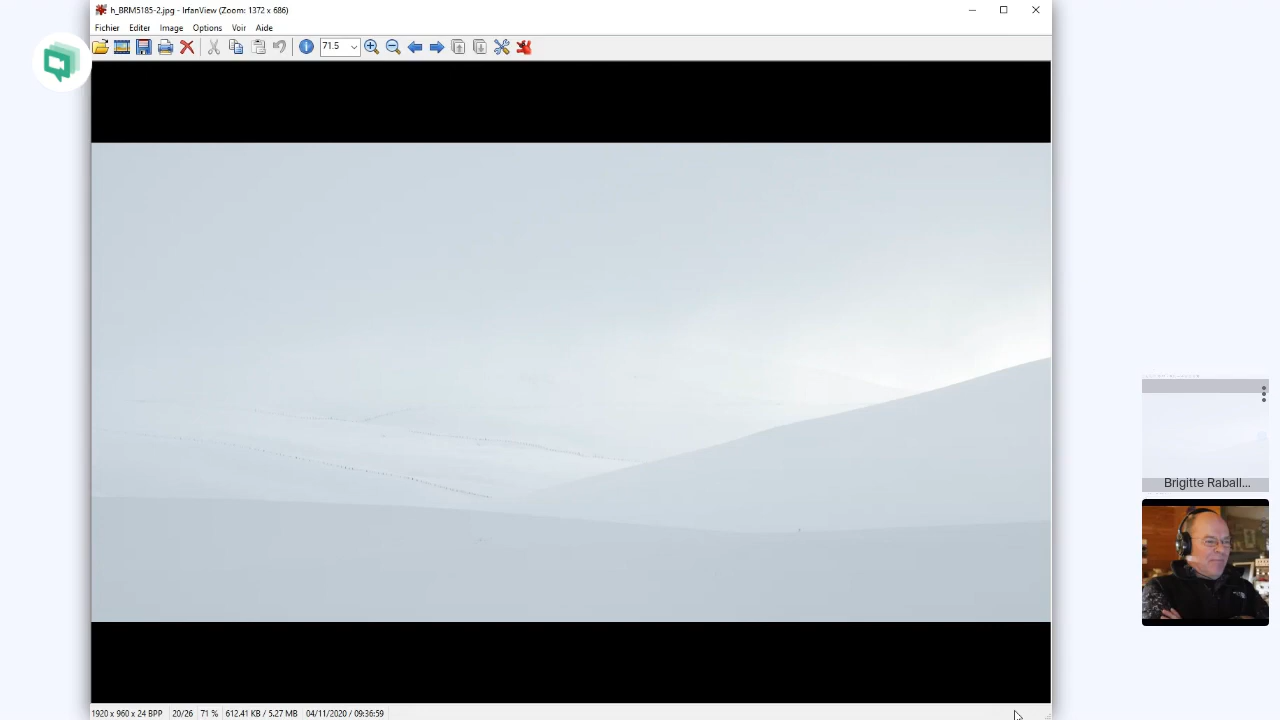 h_BRM5185-2.jpg - IrfanView (Zoom: 1372 x 686)
Fichier Editer Image Options Voir Aide
71.5
Brigitte Raball...
1920 x 960 x 24 BPP 20/26 71 % 612.41 KB / 5.27 MB 04/11/2020 / 09:36:59